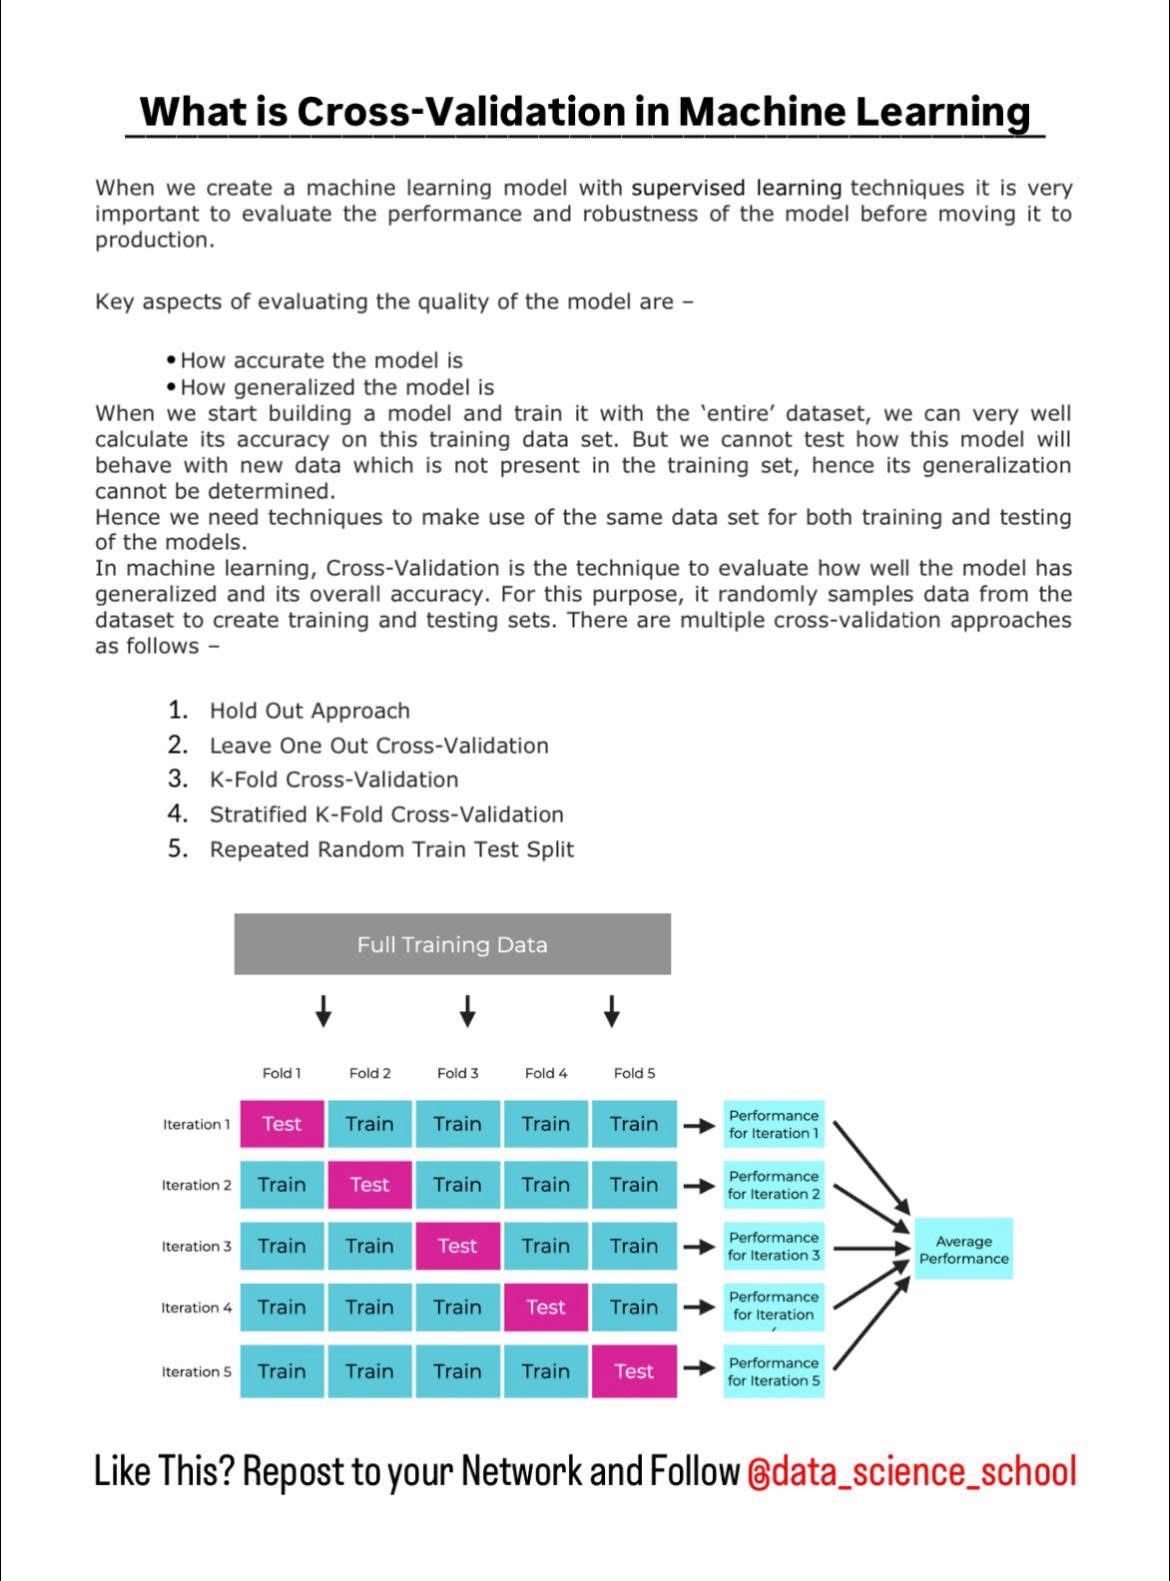 What is Cross-Validation in Machine Learning
When we create a machine learning model with supervised learning techniques it is very
important to evaluate the performance and robustness of the model before moving it to
production.
Key aspects of evaluating the quality of the model are –
• How accurate the model is
• How generalized the model is
When we start building a model and train it with the ‘entire’ dataset, we can very well
calculate its accuracy on this training data set. But we cannot test how this model will
behave with new data which is not present in the training set, hence its generalization
cannot be determined.
Hence we need techniques to make use of the same data set for both training and testing
of the models.
In machine learning, Cross-Validation is the technique to evaluate how well the model has
generalized and its overall accuracy. For this purpose, it randomly samples data from the
dataset to create training and testing sets. There are multiple cross-validation approaches
as follows –
1. Hold Out Approach
2. Leave One Out Cross-Validation
3. K-Fold Cross-Validation
4. Stratified K-Fold Cross-Validation
5. Repeated Random Train Test Split
Full Training Data
Fold 1 Fold 2 Fold 3 Fold 4 Fold 5
Iteration 1 Test Train Train Train Train
Performance
for Iteration 1
Iteration 2 Train Test Train Train Train
Performance
for Iteration 2
Iteration 3 Train Train Test Train Train
Performance
for Iteration 3
Iteration 4 Train Train Train Test Train
Performance
for Iteration
Iteration 5 Train Train Train Train Test
Performance
for Iteration 5
Average
Performance
Like This? Repost to your Network and Follow @data_science_school